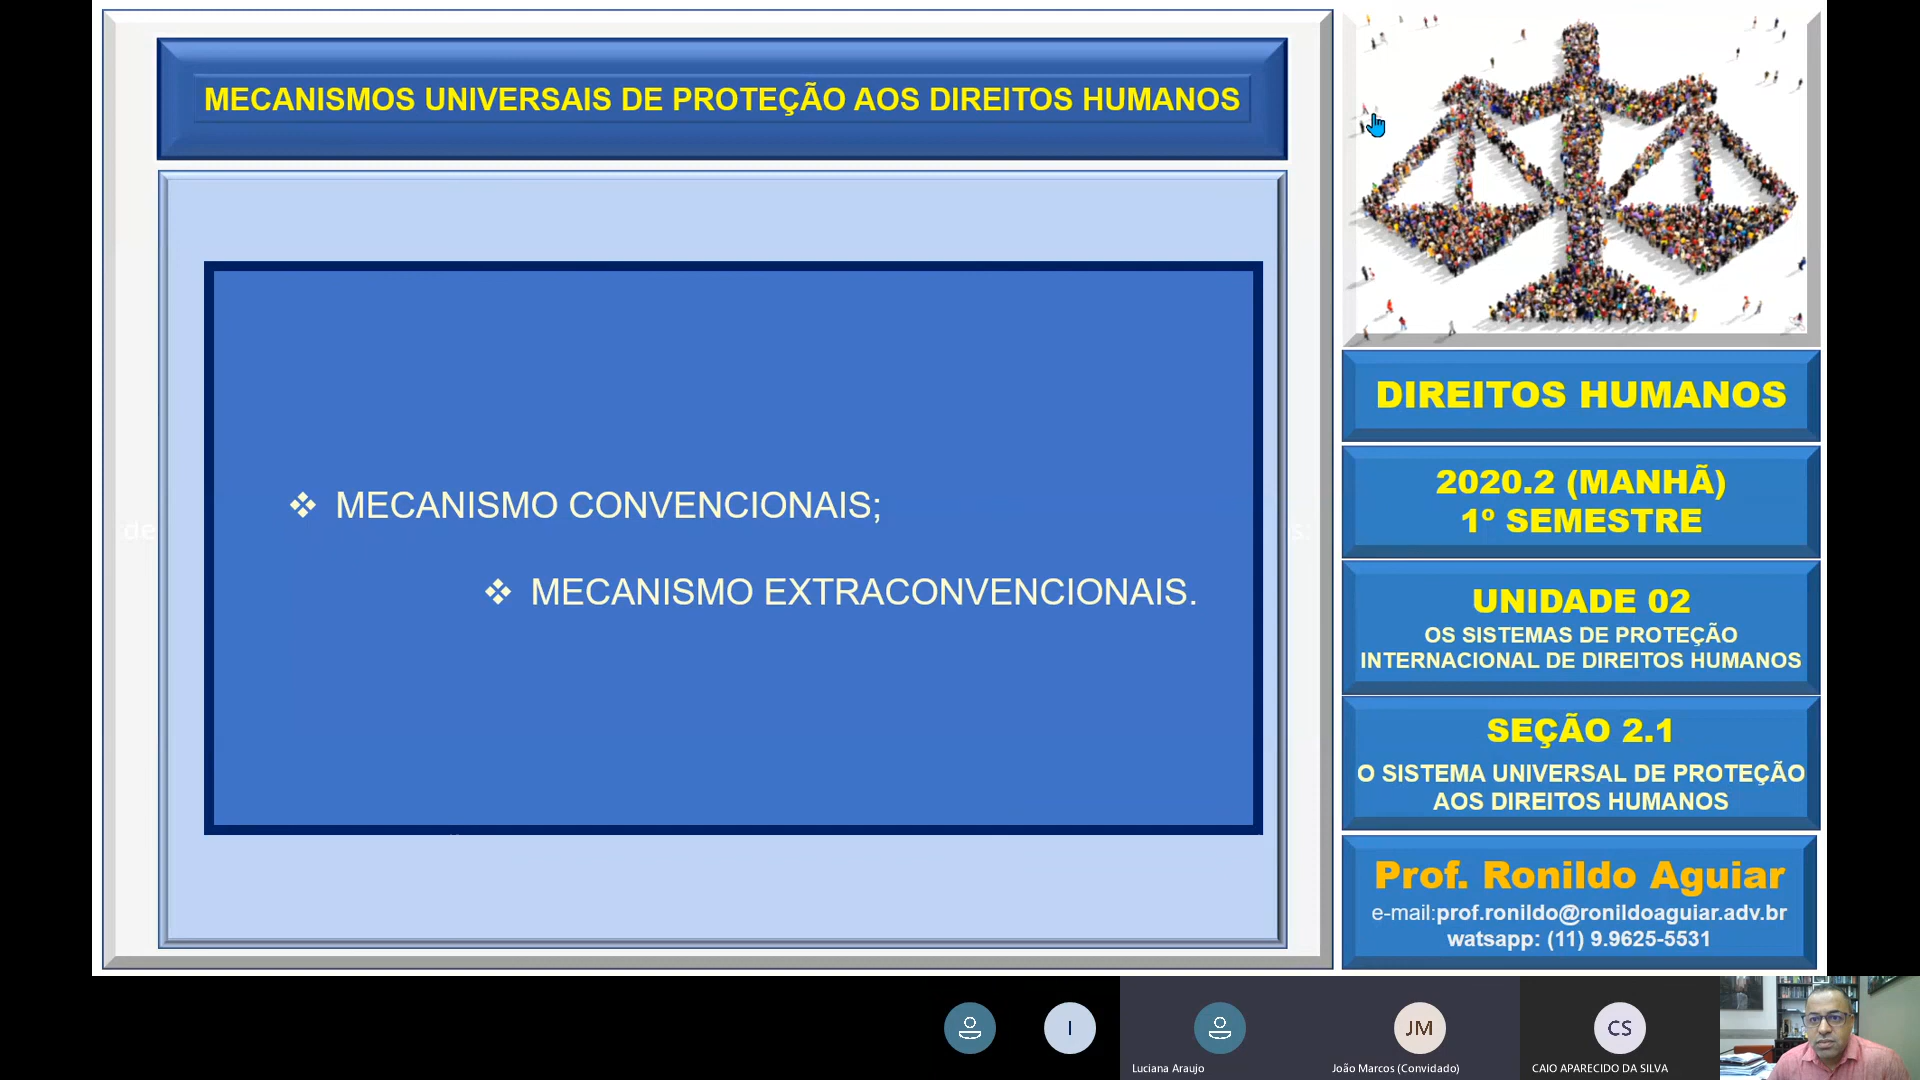 MECANISMOS UNIVERSAIS DE PROTEÇÃO AOS DIREITOS HUMANOS
❖ MECANISMO CONVENCIONAIS;
❖ MECANISMO EXTRACONVENCIONAIS.
de
s:
DIREITOS HUMANOS
2020.2 (MANHÃ)
1º SEMESTRE
UNIDADE 02
OS SISTEMAS DE PROTEÇÃO
INTERNACIONAL DE DIREITOS HUMANOS
SEÇÃO 2.1
O SISTEMA UNIVERSAL DE PROTEÇÃO
AOS DIREITOS HUMANOS
Prof. Ronildo Aguiar
e-mail:prof.ronildo@ronildoaguiar.adv.br
watsapp: (11) 9.9625-5531
I
JM
CS
Luciana Araujo
João Marcos (Convidado)
CAIO APARECIDO DA SILVA